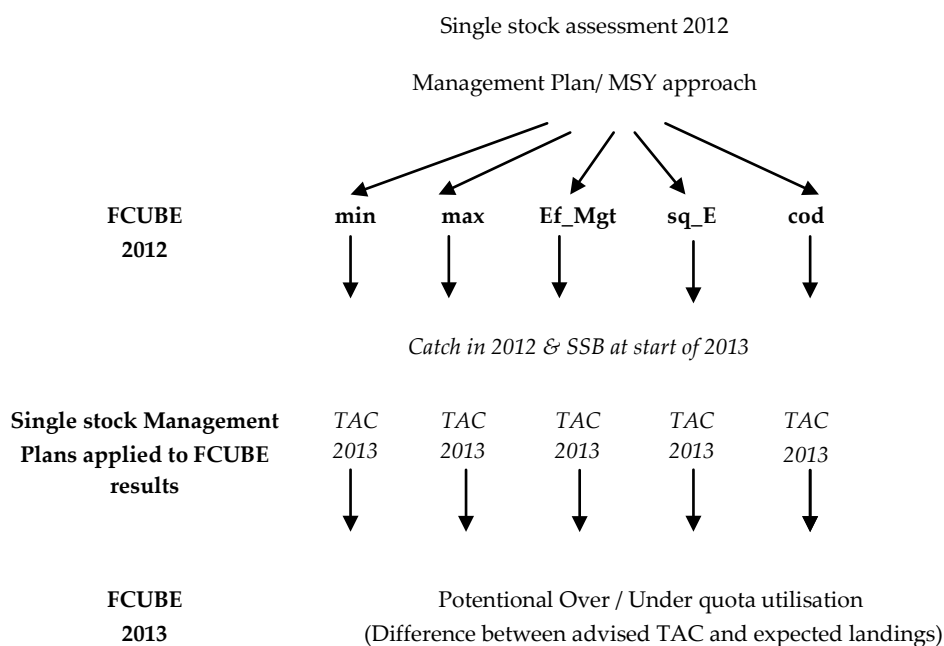 Single stock assessment 2012
Management Plan/ MSY approach
FCUBE
2012
min max Ef_Mgt sq_E cod
Catch in 2012 & SSB at start of 2013
Single stock Management
Plans applied to FCUBE
results
TAC TAC TAC TAC TAC
2013 2013 2013 2013 2013
FCUBE
2013
Potentional Over / Under quota utilisation
(Difference between advised TAC and expected landings)